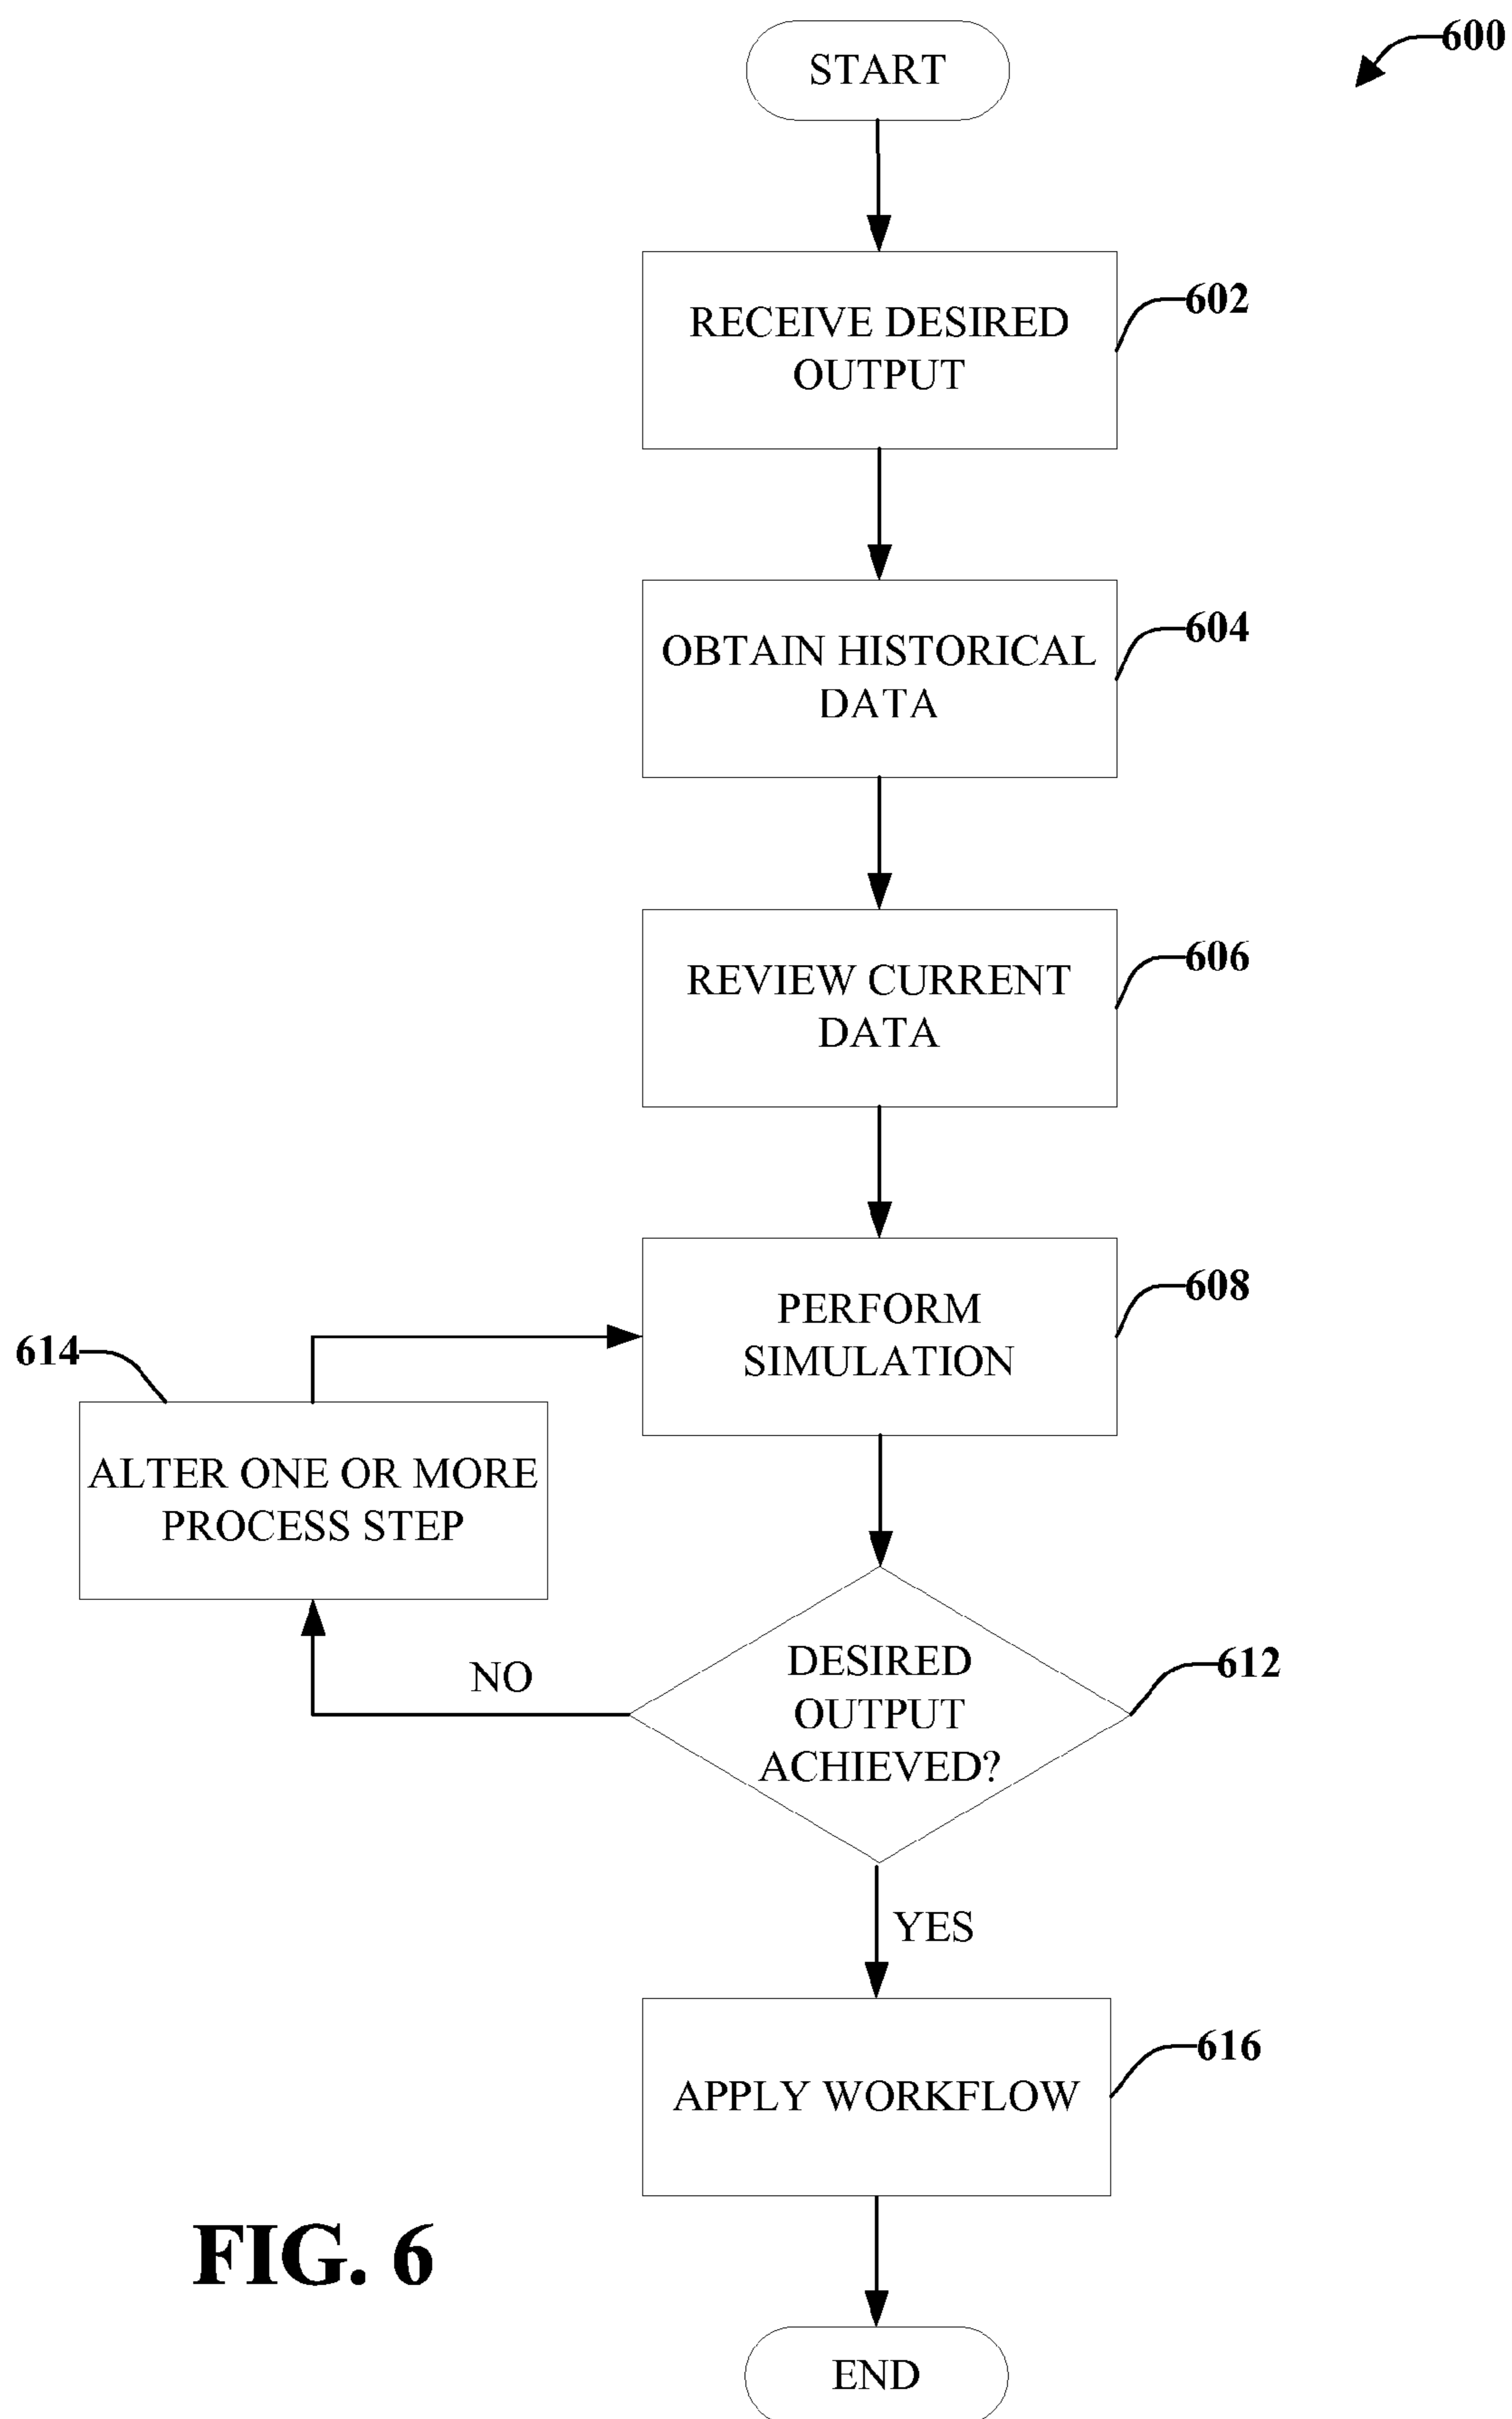 600
START
RECEIVE DESIRED
OUTPUT
602
OBTAIN HISTORICAL
DATA
604
REVIEW CURRENT
DATA
606
PERFORM
SIMULATION
608
614
ALTER ONE OR MORE
PROCESS STEP
DESIRED
OUTPUT
ACHIEVED?
612
NO
YES
APPLY WORKFLOW
616
END
FIG. 6